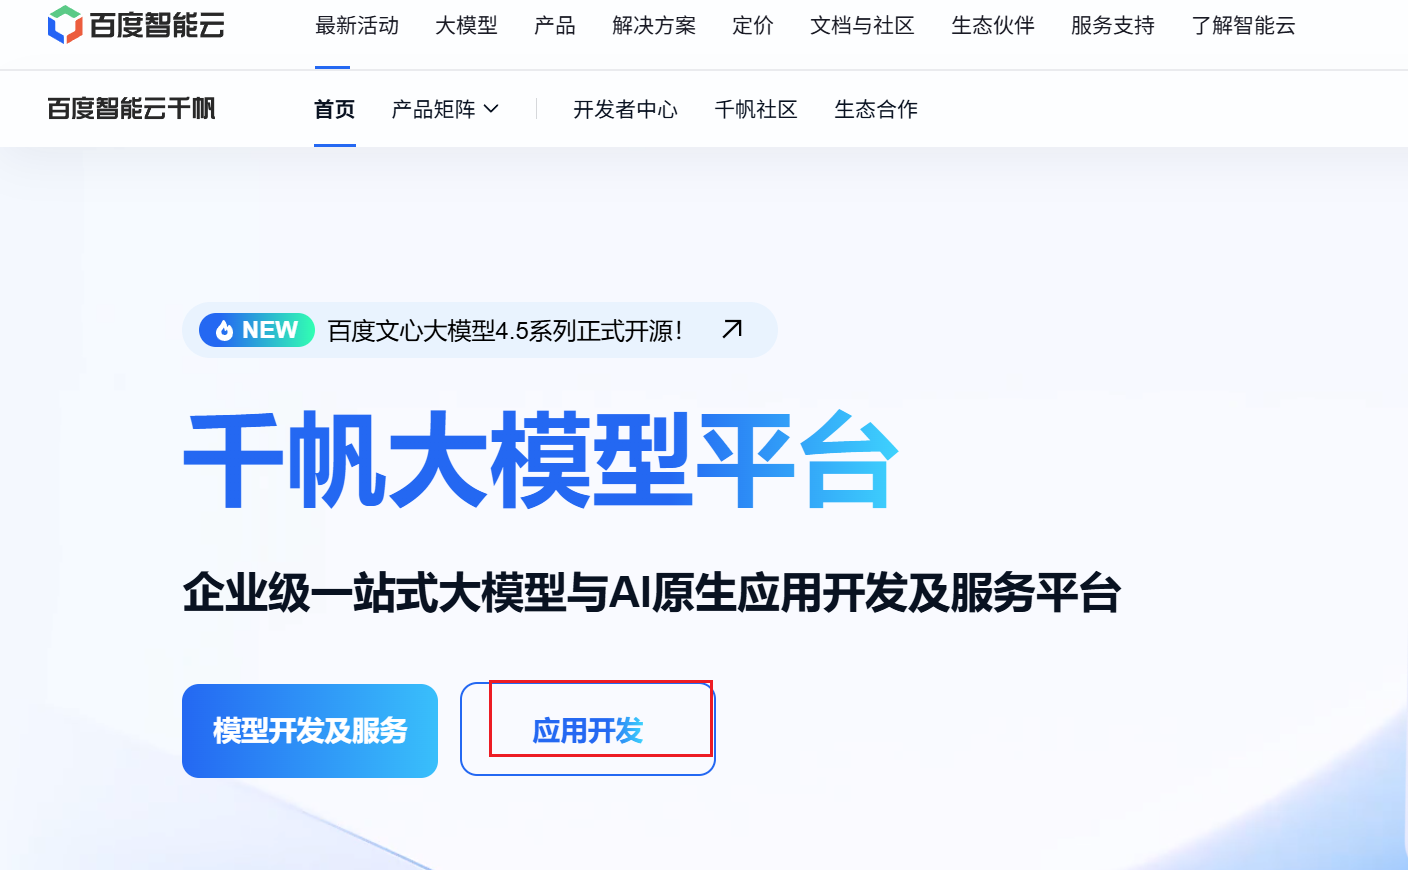 百度智能云 最新活动 大模型 产品 解决方案 定价 文档与社区 生态伙伴 服务支持 了解智能云
百度智能云千帆 首页 产品矩阵 开发者中心 千帆社区 生态合作
NEW 百度文心大模型4.5系列正式开源！
千帆大模型平台
企业级一站式大模型与AI原生应用开发及服务平台
模型开发及服务 应用开发